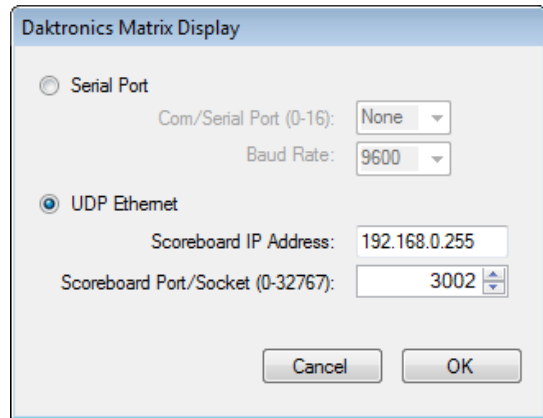 Daktronics Matrix Display
Serial Port
Com/Serial Port (0-16): None
Baud Rate: 9600
UDP Ethernet
Scoreboard IP Address: 192.168.0.255
Scoreboard Port/Socket (0-32767): 3002
Cancel OK